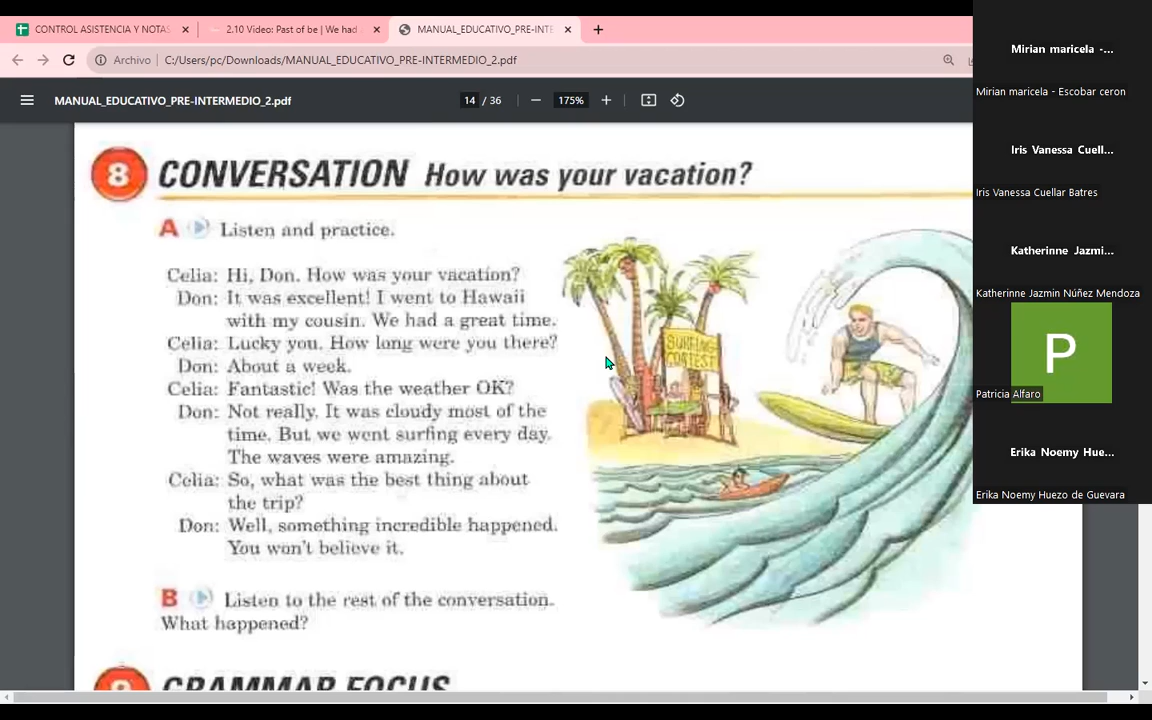 CONTROL ASISTENCIA Y NOTAS
2.10 Video: Past of be | We had
MANUAL_EDUCATIVO_PRE-INTE
Archivo
C:/Users/pc/Downloads/MANUAL_EDUCATIVO_PRE-INTERMEDIO_2.pdf
MANUAL_EDUCATIVO_PRE-INTERMEDIO_2.pdf
14 / 36
175%
8 CONVERSATION How was your vacation?
A Listen and practice.
Celia: Hi, Don. How was your vacation?
Don: It was excellent! I went to Hawaii
with my cousin. We had a great time.
Celia: Lucky you. How long were you there?
Don: About a week.
Celia: Fantastic! Was the weather OK?
Don: Not really. It was cloudy most of the
time. But we went surfing every day.
The waves were amazing.
Celia: So, what was the best thing about
the trip?
Don: Well, something incredible happened.
You won't believe it.
SURFING
CONTEST
B Listen to the rest of the conversation.
What happened?
9 GRAMMAR FOCUS
Mirian maricela -...
Mirian maricela - Escobar ceron
Iris Vanessa Cuell...
Iris Vanessa Cuellar Batres
Katherinne Jazmi...
Katherinne Jazmin Núñez Mendoza
P
Patricia Alfaro
Erika Noemy Hue...
Erika Noemy Huezo de Guevara